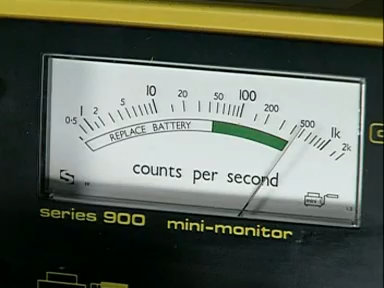 0·5 1 2 5 10 20 50 100 200 500 1k 2k
REPLACE BATTERY
counts per second
S
series 900 mini-monitor